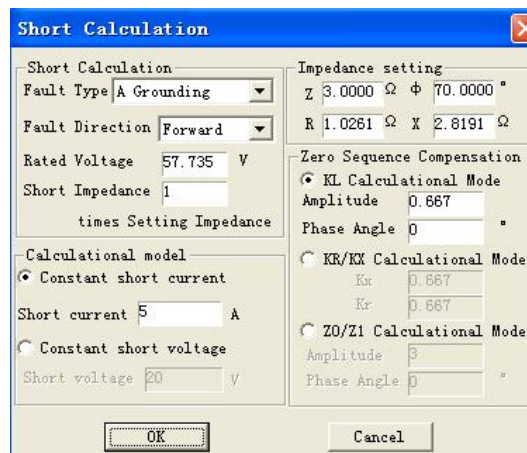 Short Calculation
Short Calculation
Fault Type A Grounding
Fault Direction Forward
Rated Voltage 57.735 V
Short Impedance 1
times Setting Impedance
Calculational model
Constant short current
Short current 5 A
Constant short voltage
Short voltage 20 V
Impedance setting
Z 3.0000 Ω ϕ 70.0000 °
R 1.0261 Ω X 2.8191 Ω
Zero Sequence Compensation
KL Calculational Mode
Amplitude 0.667
Phase Angle 0 °
KR/KX Calculational Mode
Kx 0.667
Kr 0.667
Z0/Z1 Calculational Mode
Amplitude 3
Phase Angle 0 °
OK Cancel